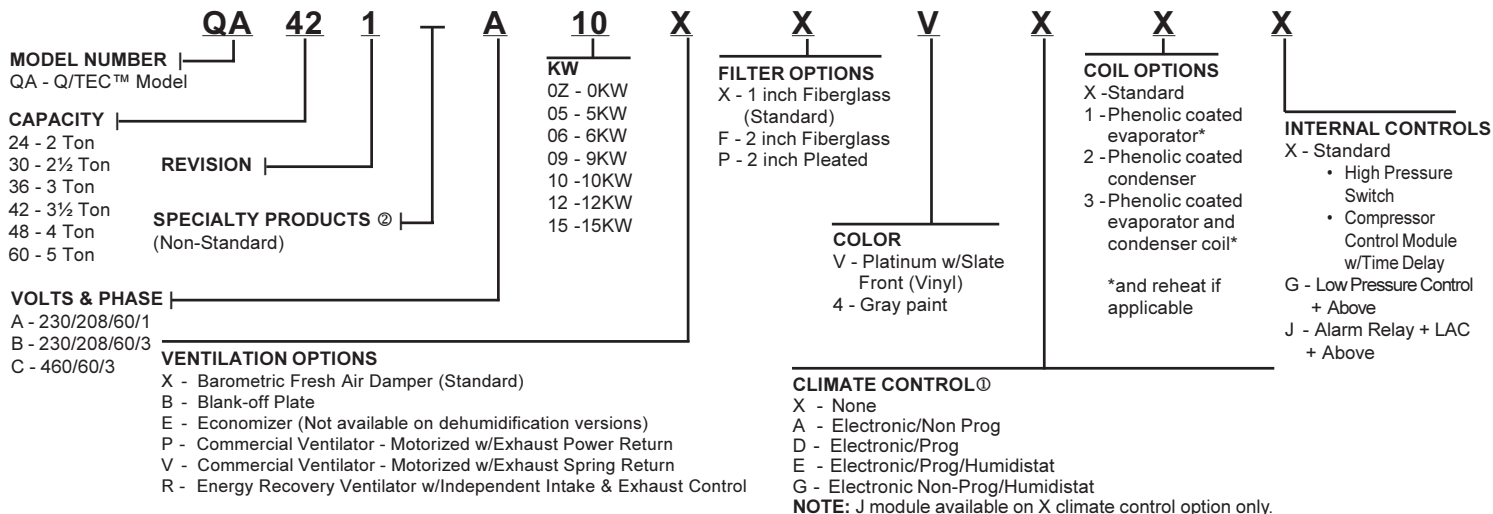 QA 42 1 – A 10 X X V X X X
MODEL NUMBER
QA - Q/TEC™ Model
CAPACITY
24 - 2 Ton
30 - 2½ Ton
36 - 3 Ton
42 - 3½ Ton
48 - 4 Ton
60 - 5 Ton
REVISION
SPECIALTY PRODUCTS ②
(Non-Standard)
VOLTS & PHASE
A - 230/208/60/1
B - 230/208/60/3
C - 460/60/3
KW
0Z - 0KW
05 - 5KW
06 - 6KW
09 - 9KW
10 -10KW
12 -12KW
15 -15KW
VENTILATION OPTIONS
X - Barometric Fresh Air Damper (Standard)
B - Blank-off Plate
E - Economizer (Not available on dehumidification versions)
P - Commercial Ventilator - Motorized w/Exhaust Power Return
V - Commercial Ventilator - Motorized w/Exhaust Spring Return
R - Energy Recovery Ventilator w/Independent Intake & Exhaust Control
FILTER OPTIONS
X - 1 inch Fiberglass
(Standard)
F - 2 inch Fiberglass
P - 2 inch Pleated
COLOR
V - Platinum w/Slate
Front (Vinyl)
4 - Gray paint
CLIMATE CONTROL①
X - None
A - Electronic/Non Prog
D - Electronic/Prog
E - Electronic/Prog/Humidistat
G - Electronic Non-Prog/Humidistat
NOTE: J module available on X climate control option only.
COIL OPTIONS
X -Standard
1 -Phenolic coated
evaporator*
2 -Phenolic coated
condenser
3 -Phenolic coated
evaporator and
condenser coil*
*and reheat if
applicable
INTERNAL CONTROLS
X - Standard
• High Pressure
Switch
• Compressor
Control Module
w/Time Delay
G - Low Pressure Control
+ Above
J - Alarm Relay + LAC
+ Above